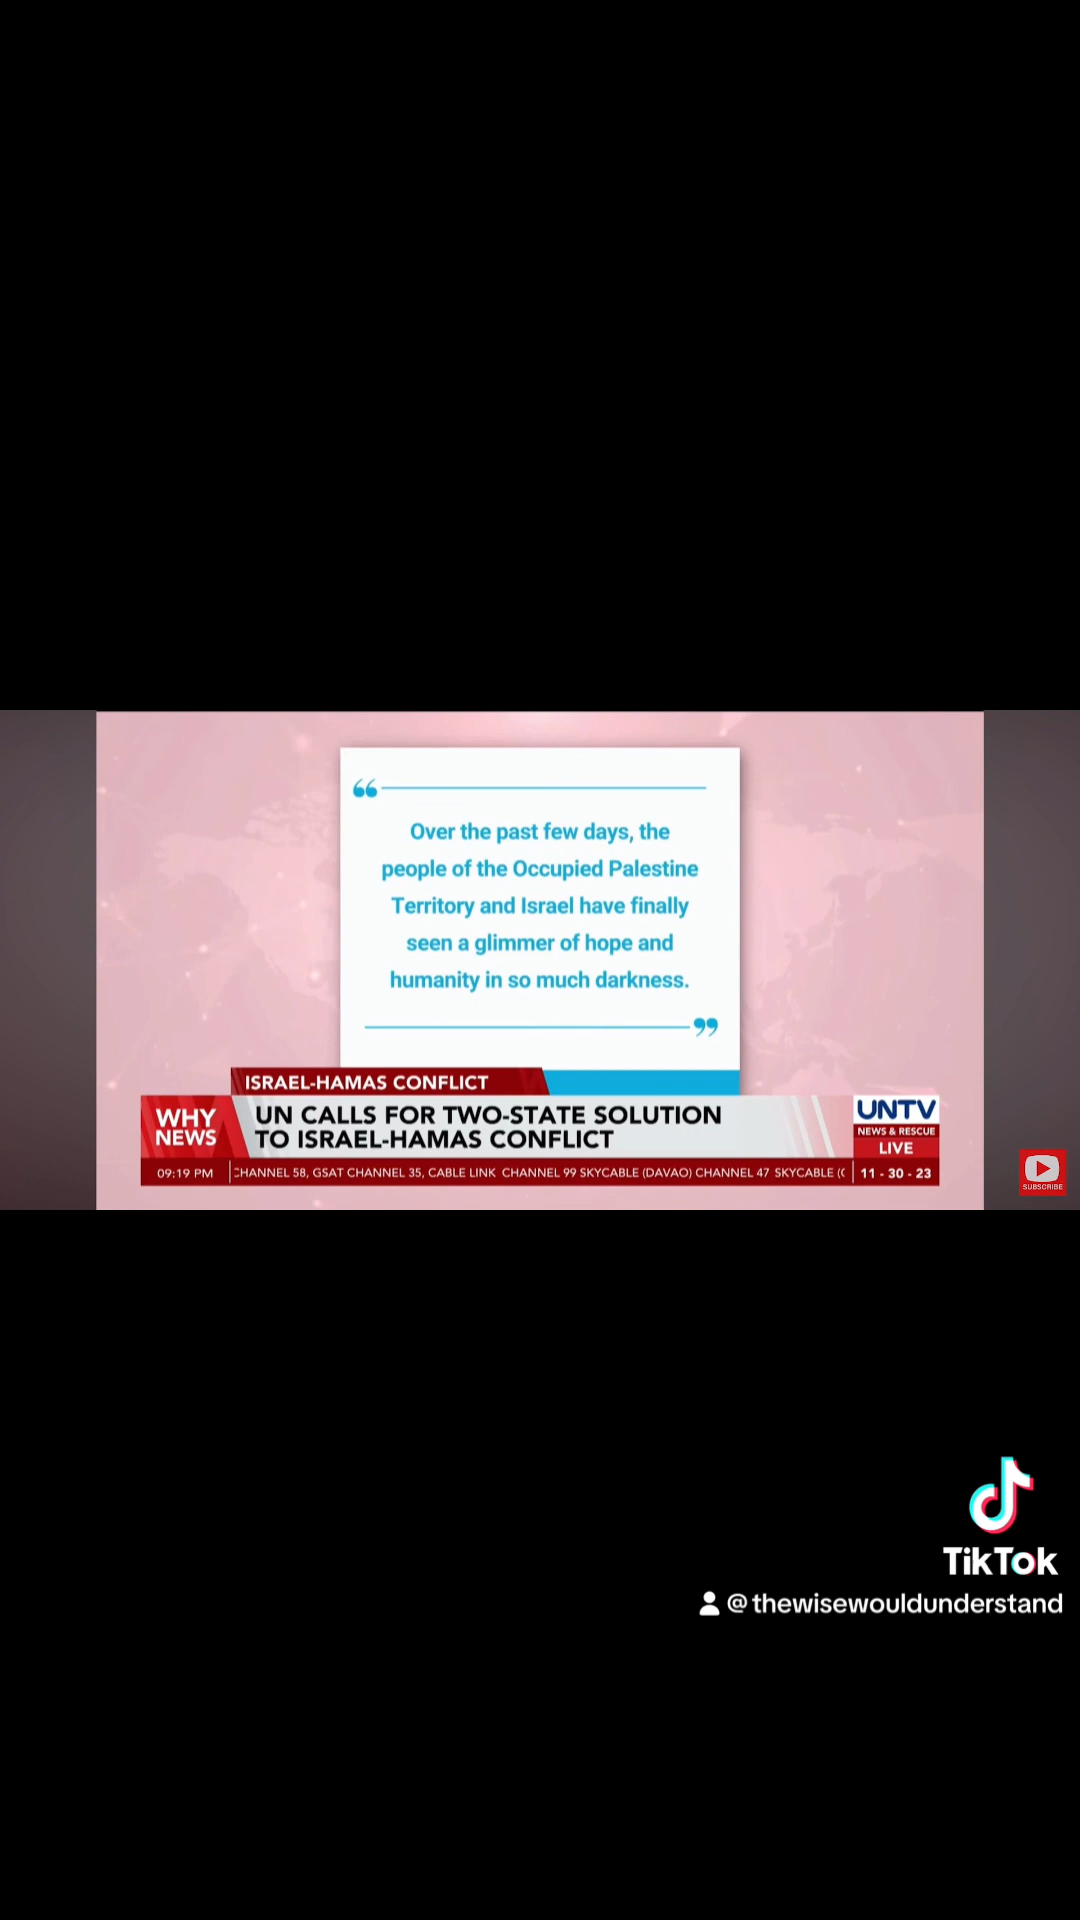 Over the past few days, the
people of the Occupied Palestine
Territory and Israel have finally
seen a glimmer of hope and
humanity in so much darkness.
ISRAEL-HAMAS CONFLICT
WHY
NEWS
UN CALLS FOR TWO-STATE SOLUTION
TO ISRAEL-HAMAS CONFLICT
UNTV
NEWS & RESCUE
LIVE
09:19 PM
CHANNEL 58, GSAT CHANNEL 35, CABLE LINK CHANNEL 99 SKYCABLE (DAVAO) CHANNEL 47 SKYCABLE (
11 - 30 - 23
SUBSCRIBE
TikTok
@thewisewouldunderstand